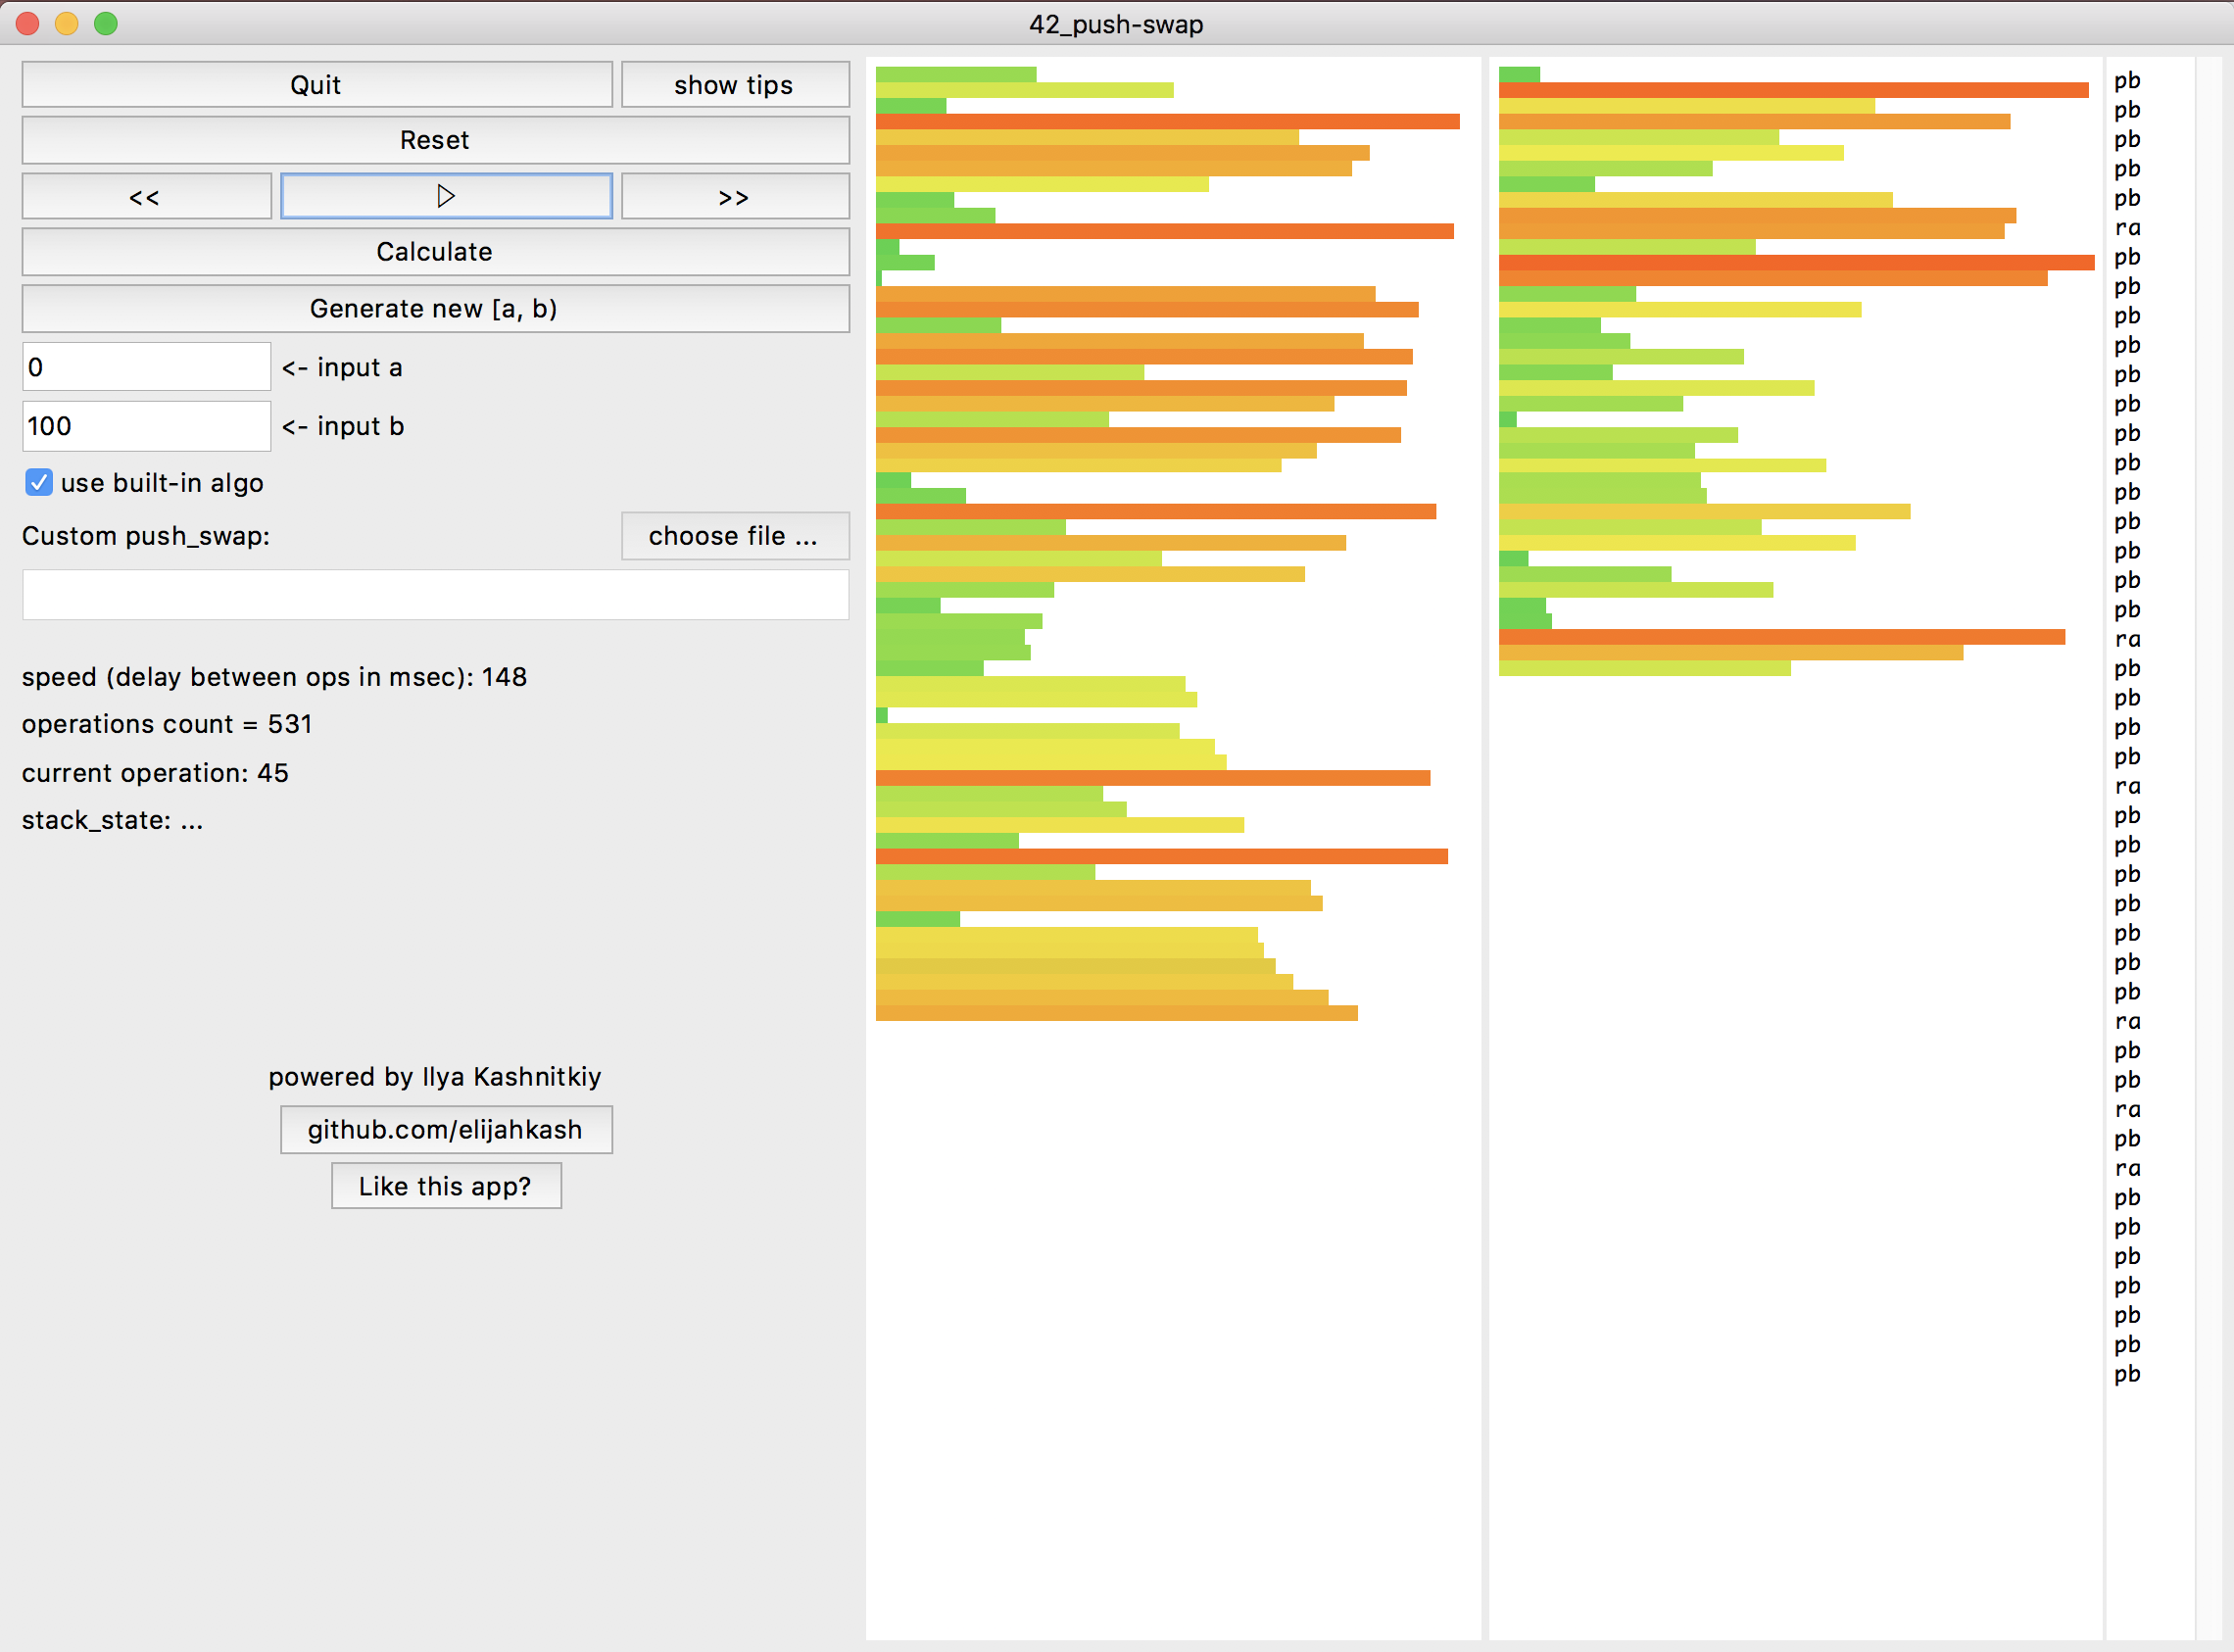 42_push-swap
Quit
show tips
Reset
<<
▷
>>
Calculate
Generate new [a, b)
0
<- input a
100
<- input b
use built-in algo
Custom push_swap:
choose file ...
speed (delay between ops in msec): 148
operations count = 531
current operation: 45
stack_state: ...
powered by Ilya Kashnitkiy
github.com/elijahkash
Like this app?
pb
pb
pb
pb
pb
ra
pb
pb
pb
pb
pb
pb
pb
pb
pb
pb
pb
pb
pb
ra
pb
pb
pb
pb
ra
pb
pb
pb
pb
pb
pb
pb
ra
pb
pb
ra
pb
ra
pb
pb
pb
pb
pb
pb
pb